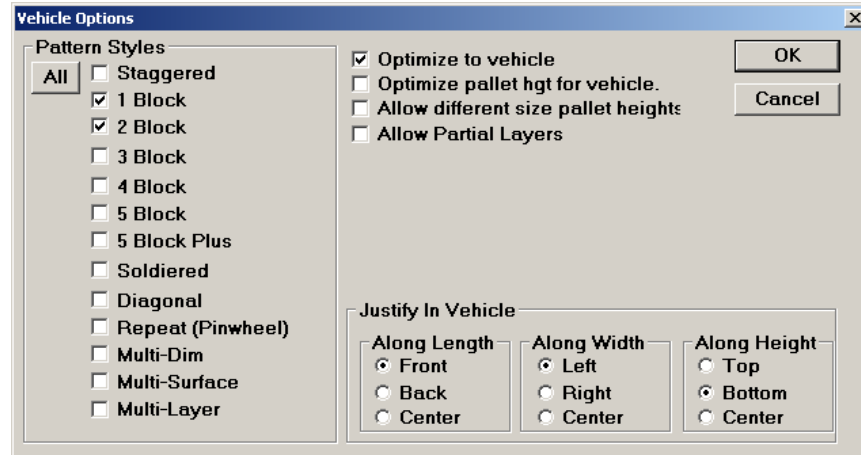 Vehicle Options
Pattern Styles
All
Staggered
1 Block
2 Block
3 Block
4 Block
5 Block
5 Block Plus
Soldiered
Diagonal
Repeat (Pinwheel)
Multi-Dim
Multi-Surface
Multi-Layer
Optimize to vehicle
Optimize pallet hgt for vehicle.
Allow different size pallet heights
Allow Partial Layers
OK
Cancel
Justify In Vehicle
Along Length
Front
Back
Center
Along Width
Left
Right
Center
Along Height
Top
Bottom
Center